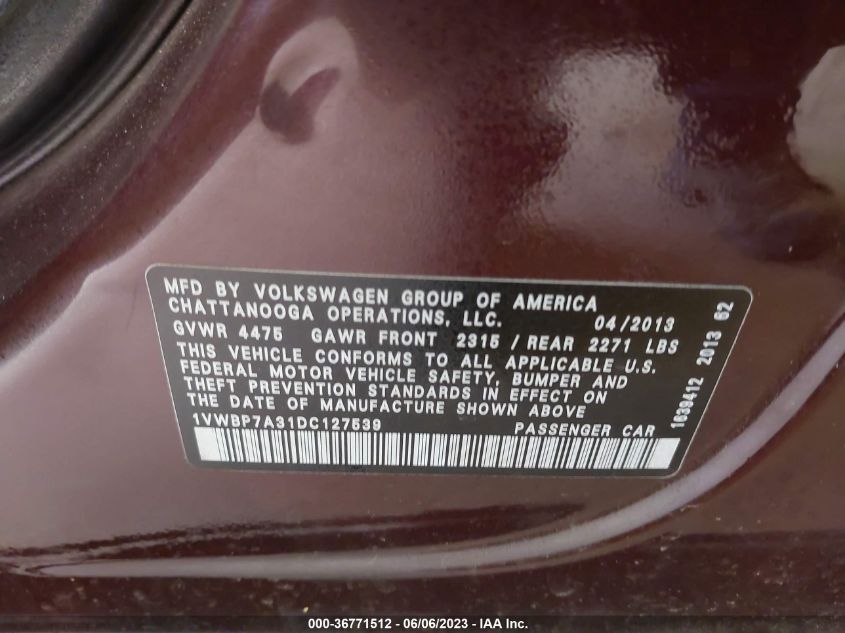 MFD BY VOLKSWAGEN GROUP OF AMERICA
CHATTANOOGA OPERATIONS, LLC. 04/2013
GVWR 4475 GAWR FRONT 2315 / REAR 2271 LBS
THIS VEHICLE CONFORMS TO ALL APPLICABLE U.S.
FEDERAL MOTOR VEHICLE SAFETY, BUMPER AND
THEFT PREVENTION STANDARDS IN EFFECT ON
THE DATE OF MANUFACTURE SHOWN ABOVE
1VWBP7A31DC127539 PASSENGER CAR
1639412 2013 62
000-36771512 - 06/06/2023 - IAA Inc.